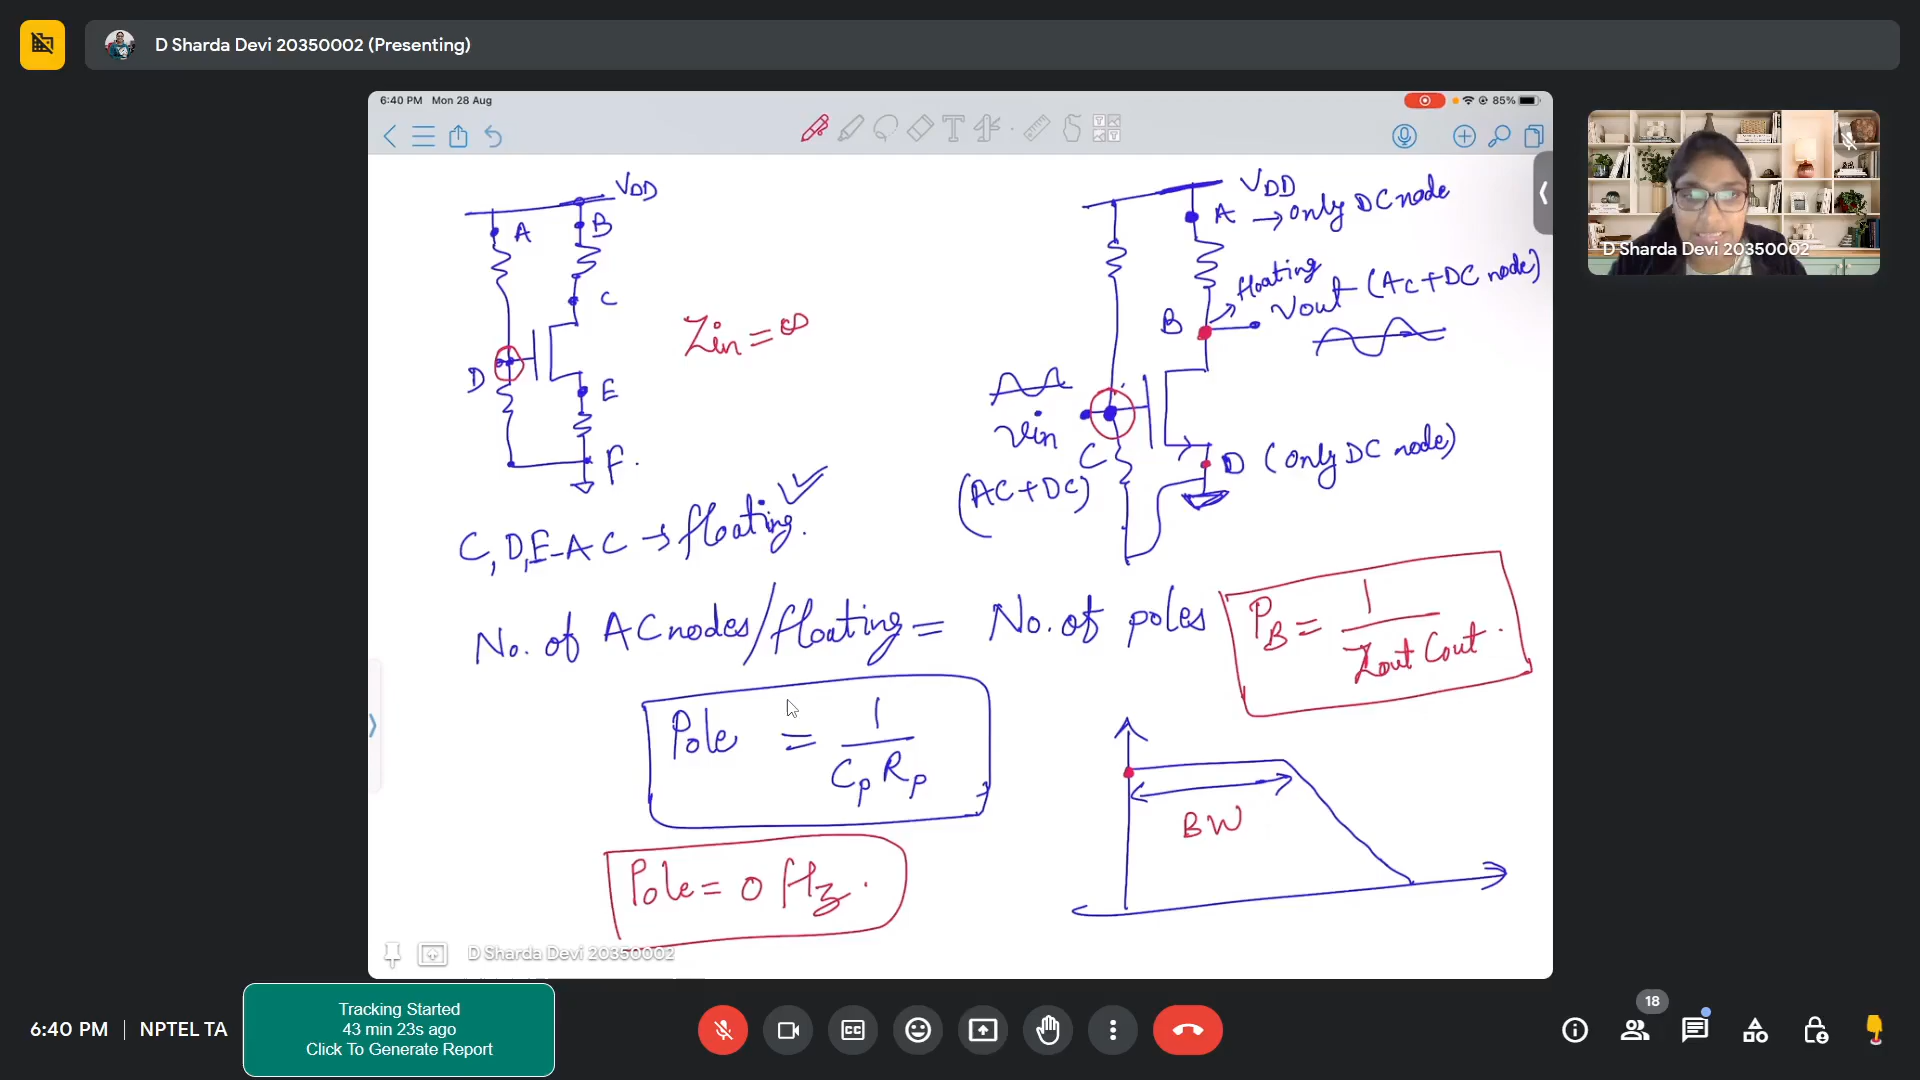 D Sharda Devi 20350002 (Presenting)
6:40 PM Mon 28 Aug
85%
VDD
A
B
C
D
E
F.
Zin = ∞
C, D, E - AC → floating.
VDD
A → only DC node
floating
B
Vout - (AC+DC node)
Vin
C
(AC + DC)
D (only DC node)
No. of AC nodes/floating = No. of poles
PB = 1 / Zout Cout.
Pole = 1 / Cp Rp
BW
Pole = 0 Hz.
D Sharda Devi 20350002
D Sharda Devi 20350002
6:40 PM | NPTEL TA
Tracking Started
43 min 23s ago
Click To Generate Report
CC
18